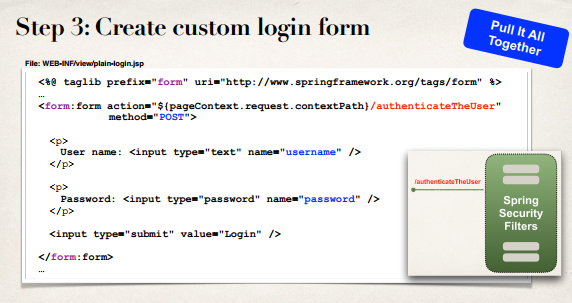 Step 3: Create custom login form
Pull It All
Together
File: WEB-INF/view/plain-login.jsp
<%@ taglib prefix="form" uri="http://www.springframework.org/tags/form" %>
…
<form:form action="${pageContext.request.contextPath}/authenticateTheUser"
method="POST">
<p>
User name: <input type="text" name="username" />
</p>
<p>
Password: <input type="password" name="password" />
</p>
<input type="submit" value="Login" />
</form:form>
…
/authenticateTheUser
Spring
Security
Filters